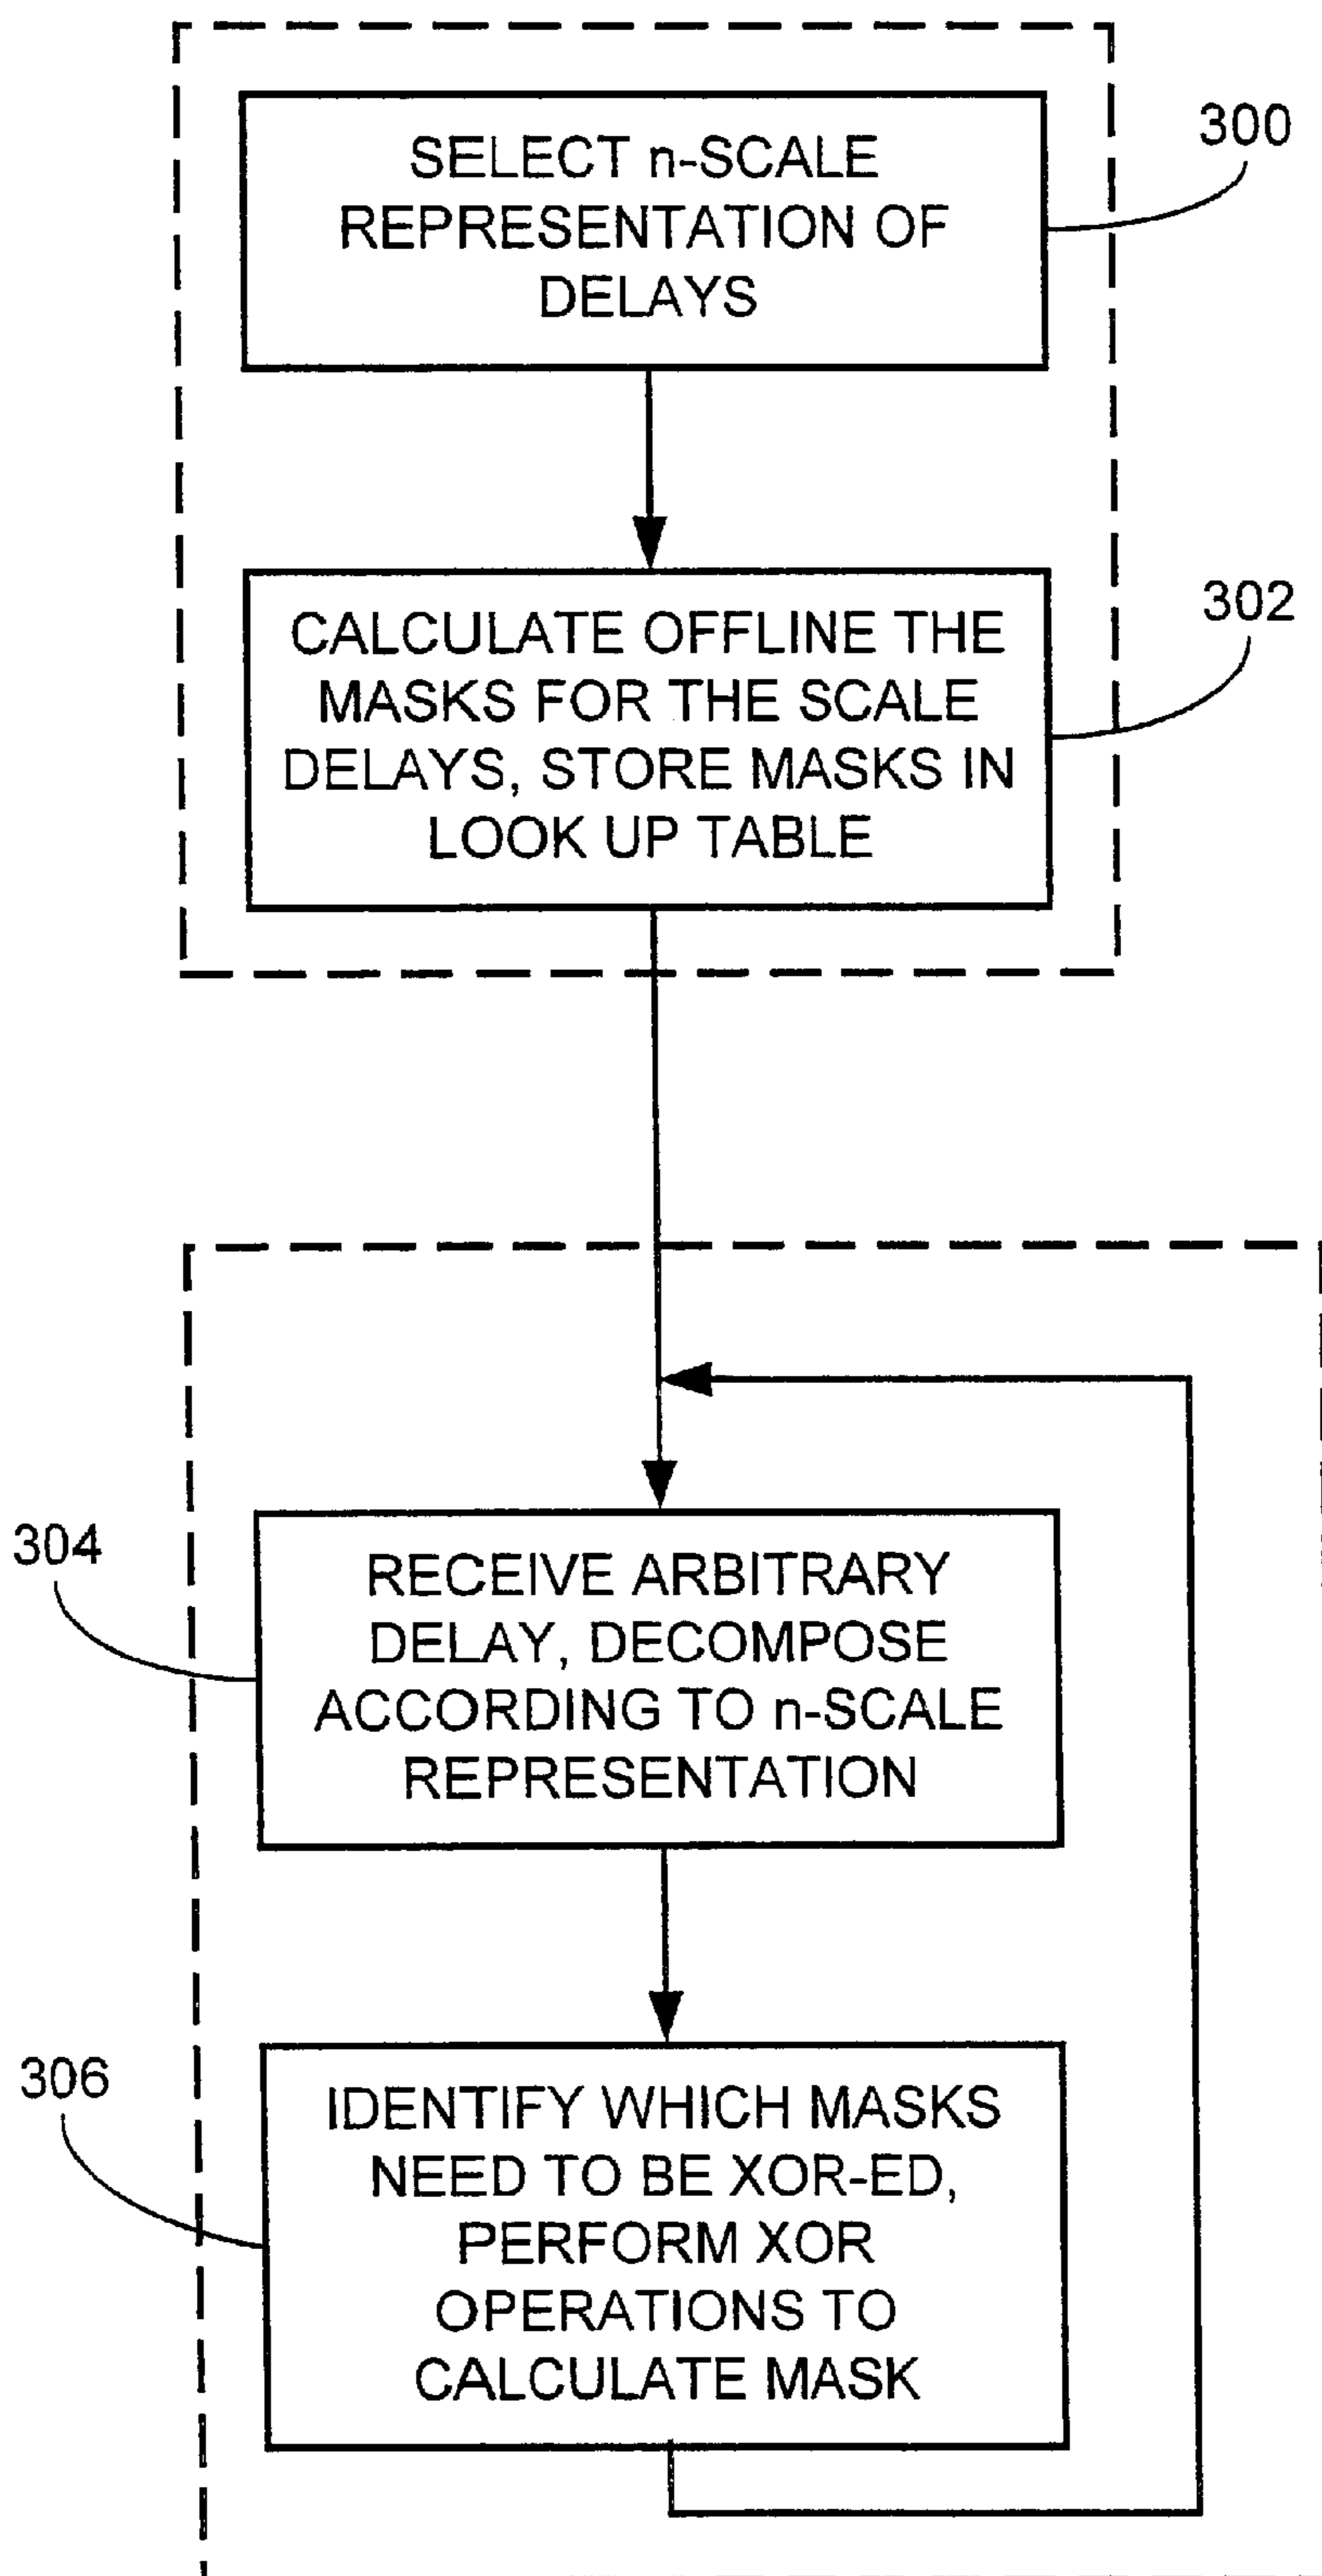 SELECT n-SCALE
REPRESENTATION OF
DELAYS
300
CALCULATE OFFLINE THE
MASKS FOR THE SCALE
DELAYS, STORE MASKS IN
LOOK UP TABLE
302
304
RECEIVE ARBITRARY
DELAY, DECOMPOSE
ACCORDING TO n-SCALE
REPRESENTATION
306
IDENTIFY WHICH MASKS
NEED TO BE XOR-ED,
PERFORM XOR
OPERATIONS TO
CALCULATE MASK